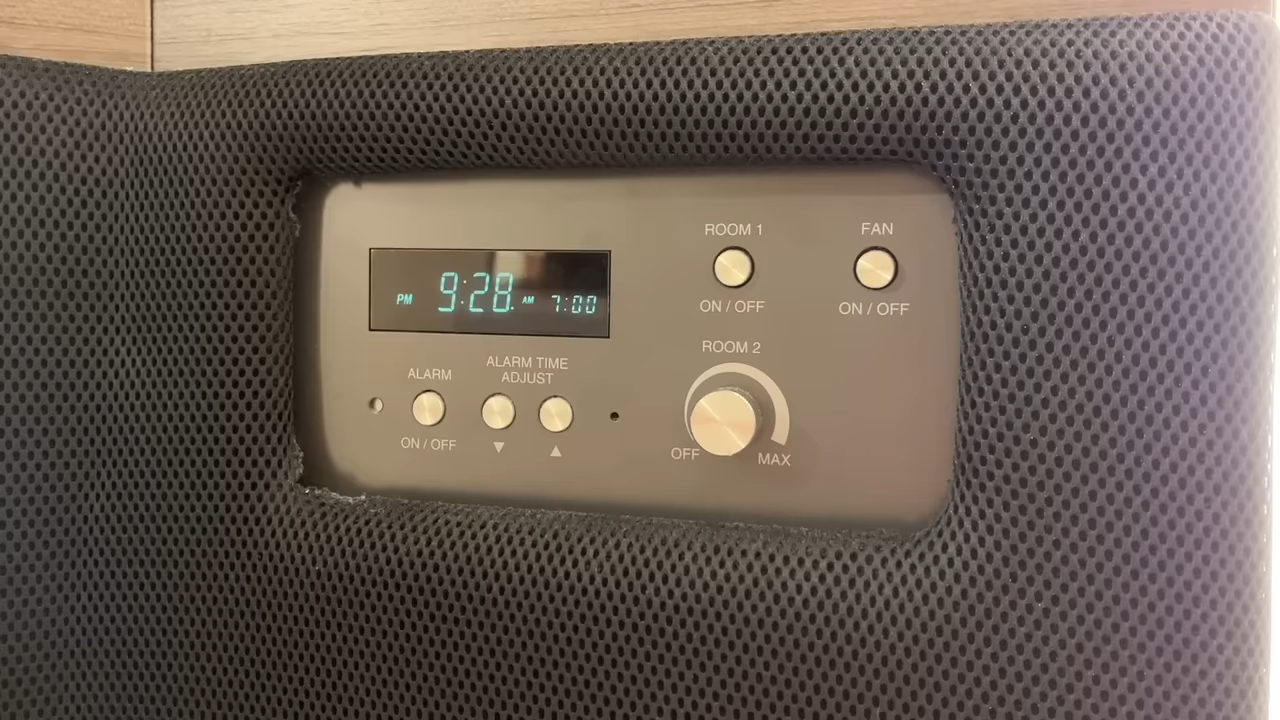 PM 9:28 AM 7:00
ALARM
ON / OFF
ALARM TIME
ADJUST
▼ ▲
ROOM 1
ON / OFF
FAN
ON / OFF
ROOM 2
OFF MAX